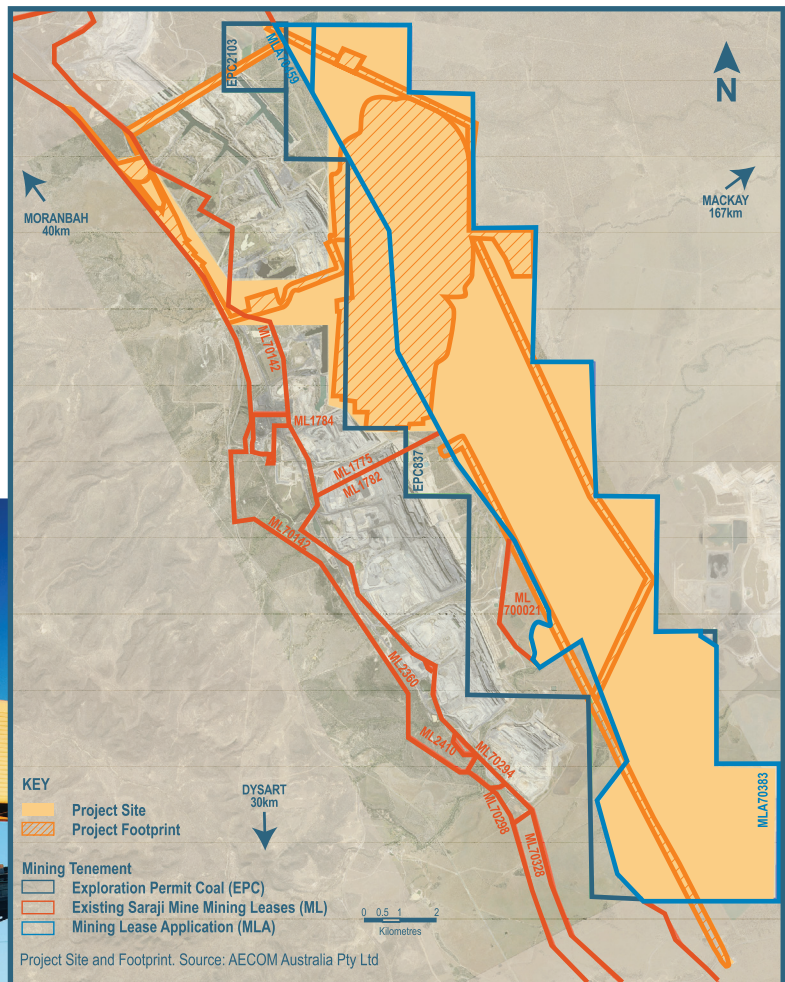 EPC2103
MLA70459
N
MORANBAH
40km
MACKAY
167km
ML70142
ML1784
ML1775
ML1782
EPC837
ML70142
ML
700021
ML2360
ML2410
ML70294
ML70298
ML70328
MLA70383
KEY
Project Site
Project Footprint
DYSART
30km
Mining Tenement
Exploration Permit Coal (EPC)
Existing Saraji Mine Mining Leases (ML)
Mining Lease Application (MLA)
0 0.5 1 2
Kilometres
Project Site and Footprint. Source: AECOM Australia Pty Ltd